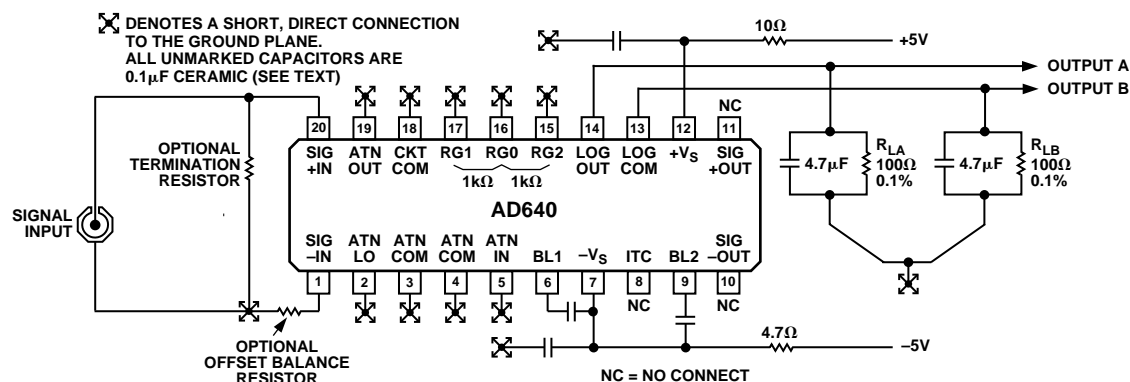 DENOTES A SHORT, DIRECT CONNECTION
TO THE GROUND PLANE.
ALL UNMARKED CAPACITORS ARE
0.1µF CERAMIC (SEE TEXT)
10Ω
+5V
OUTPUT A
OUTPUT B
NC
20 19 18 17 16 15 14 13 12 11
SIG +IN
ATN OUT
CKT COM
RG1
RG0
RG2
LOG OUT
LOG COM
+VS
SIG +OUT
1kΩ 1kΩ
OPTIONAL
TERMINATION
RESISTOR
4.7µF
RLA
100Ω
0.1%
4.7µF
RLB
100Ω
0.1%
AD640
SIGNAL
INPUT
SIG –IN
ATN LO
ATN COM
ATN COM
ATN IN
BL1
–VS
ITC
BL2
SIG –OUT
1 2 3 4 5 6 7 8 9 10
NC
NC
OPTIONAL
OFFSET BALANCE
RESISTOR
4.7Ω
–5V
NC = NO CONNECT